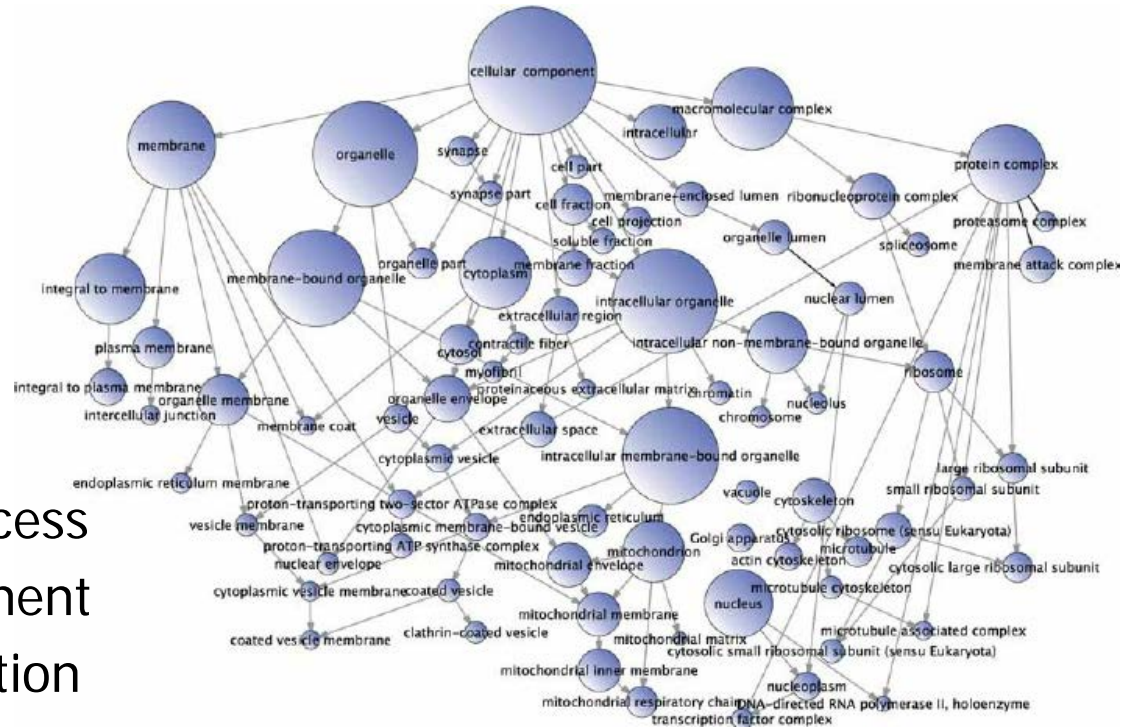 cellular component
macromolecular complex
intracellular
membrane
organelle
synapse
cell part
protein complex
synapse part
cell fraction
membrane-enclosed lumen
ribonucleoprotein complex
cell projection
proteasome complex
soluble fraction
organelle lumen
spliceosome
organelle part
cytoplasm
membrane fraction
membrane attack complex
membrane-bound organelle
integral to membrane
intracellular organelle
nuclear lumen
extracellular region
plasma membrane
cytosol
contractile fiber
intracellular non-membrane-bound organelle
myofibril
ribosome
integral to plasma membrane
organelle membrane
organelle envelope
proteinaceous extracellular matrix
chromatin
nucleolus
intercellular junction
membrane coat
vesicle
extracellular space
chromosome
cytoplasmic vesicle
intracellular membrane-bound organelle
large ribosomal subunit
endoplasmic reticulum membrane
small ribosomal subunit
vacuole
cytoskeleton
proton-transporting two-sector ATPase complex
endoplasmic reticulum
cess
vesicle membrane
cytoplasmic membrane-bound vesicle
cytosolic ribosome (sensu Eukaryota)
Golgi apparatus
proton-transporting ATP synthase complex
mitochondrion
microtubule
nuclear envelope
mitochondrial envelope
actin cytoskeleton
cytosolic large ribosomal subunit
nent
cytoplasmic vesicle membrane
coated vesicle
microtubule cytoskeleton
nucleus
mitochondrial membrane
coated vesicle membrane
clathrin-coated vesicle
mitochondrial matrix
microtubule associated complex
cytosolic small ribosomal subunit (sensu Eukaryota)
tion
mitochondrial inner membrane
nucleoplasm
mitochondrial respiratory chain
DNA-directed RNA polymerase II, holoenzyme
transcription factor complex